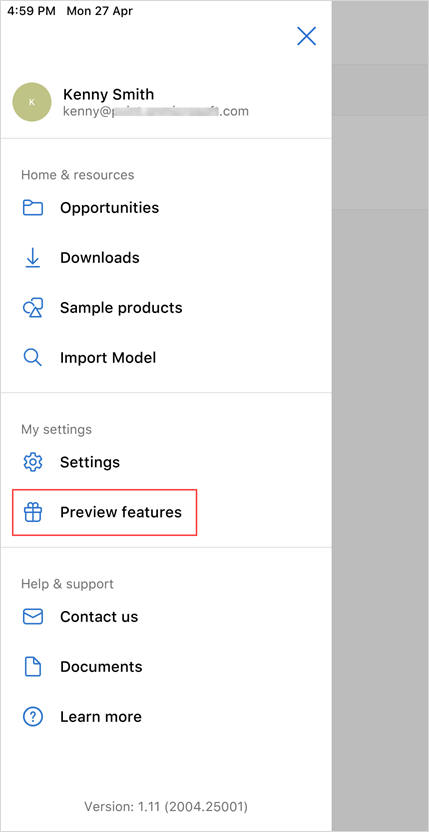 4:59 PM Mon 27 Apr
K
Kenny Smith
kenny@ .com
Home & resources
Opportunities
Downloads
Sample products
Import Model
My settings
Settings
Preview features
Help & support
Contact us
Documents
Learn more
Version: 1.11 (2004.25001)